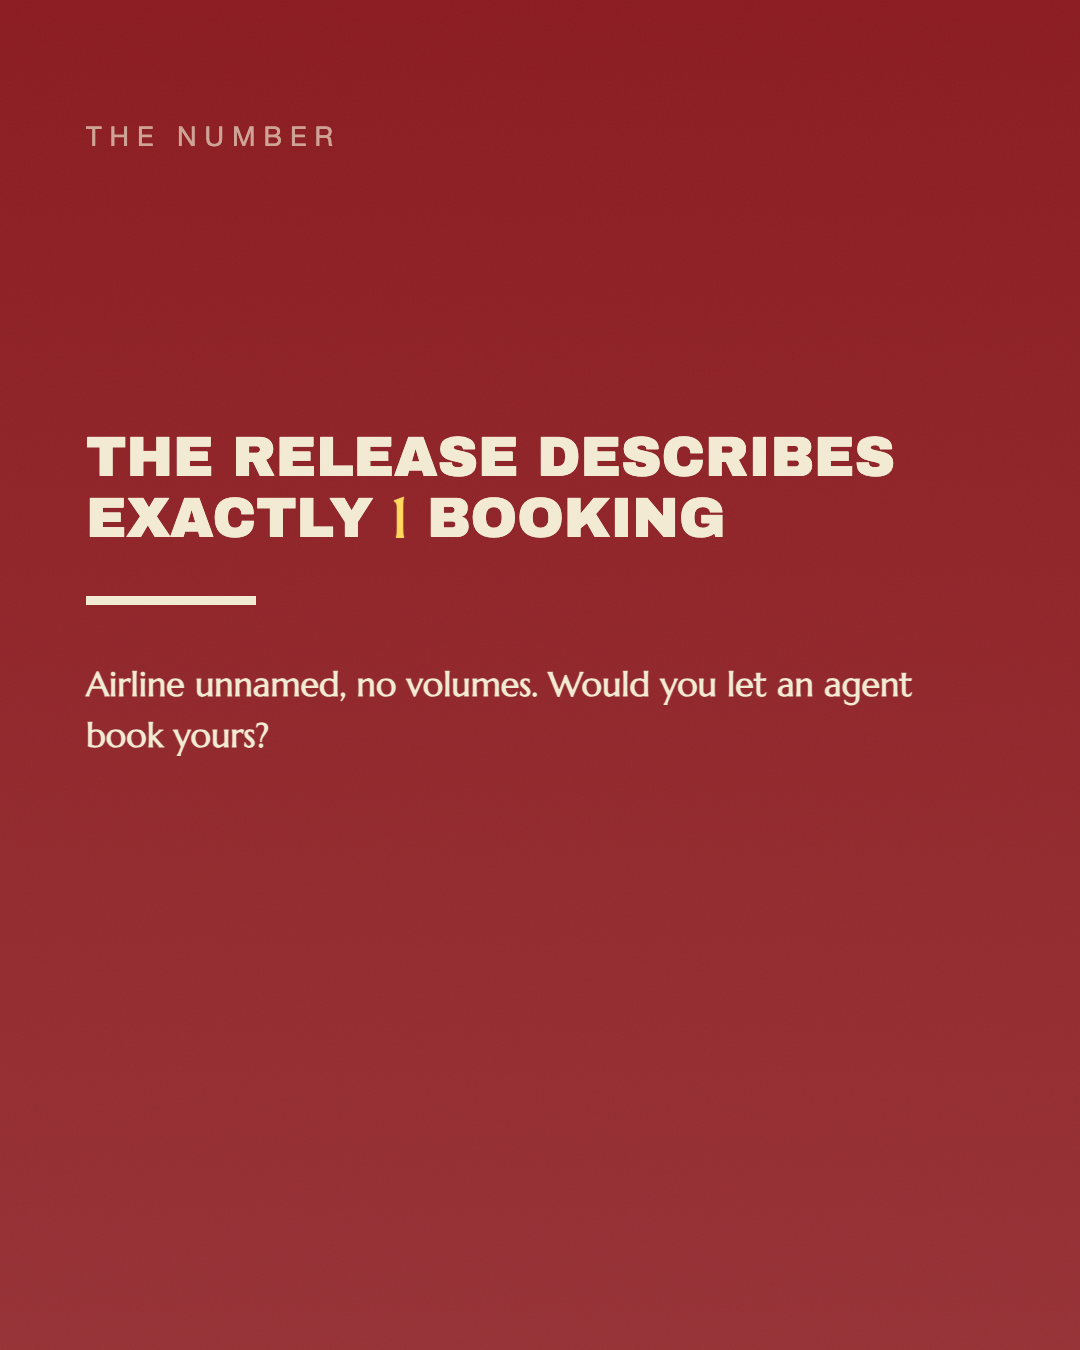 THE NUMBER
THE RELEASE DESCRIBES
EXACTLY 1 BOOKING
Airline unnamed, no volumes. Would you let an agent
book yours?